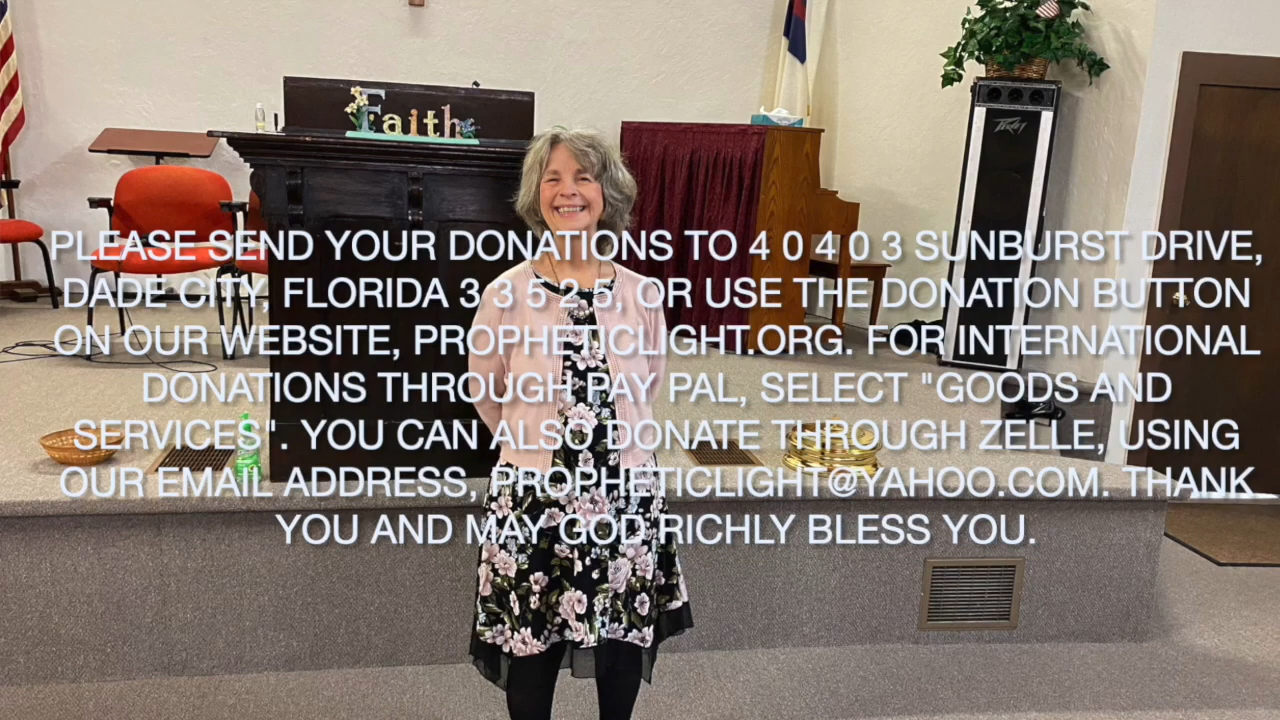 Faith
Peavey
PLEASE SEND YOUR DONATIONS TO 4 0 4 0 3 SUNBURST DRIVE,
DADE CITY, FLORIDA 3 3 5 2 5, OR USE THE DONATION BUTTON
ON OUR WEBSITE, PROPHETICLIGHT.ORG. FOR INTERNATIONAL
DONATIONS THROUGH PAY PAL, SELECT "GOODS AND
SERVICES". YOU CAN ALSO DONATE THROUGH ZELLE, USING
OUR EMAIL ADDRESS, PROPHETICLIGHT@YAHOO.COM. THANK
YOU AND MAY GOD RICHLY BLESS YOU.